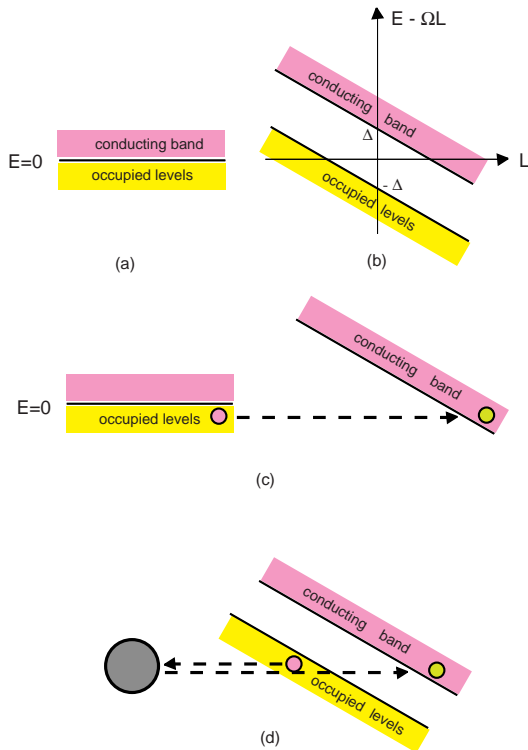 E - ΩL
conducting band
E=0
occupied levels
(a)
conducting band
Δ
L
- Δ
occupied levels
(b)
conducting band
E=0
occupied levels
(c)
conducting band
occupied levels
(d)